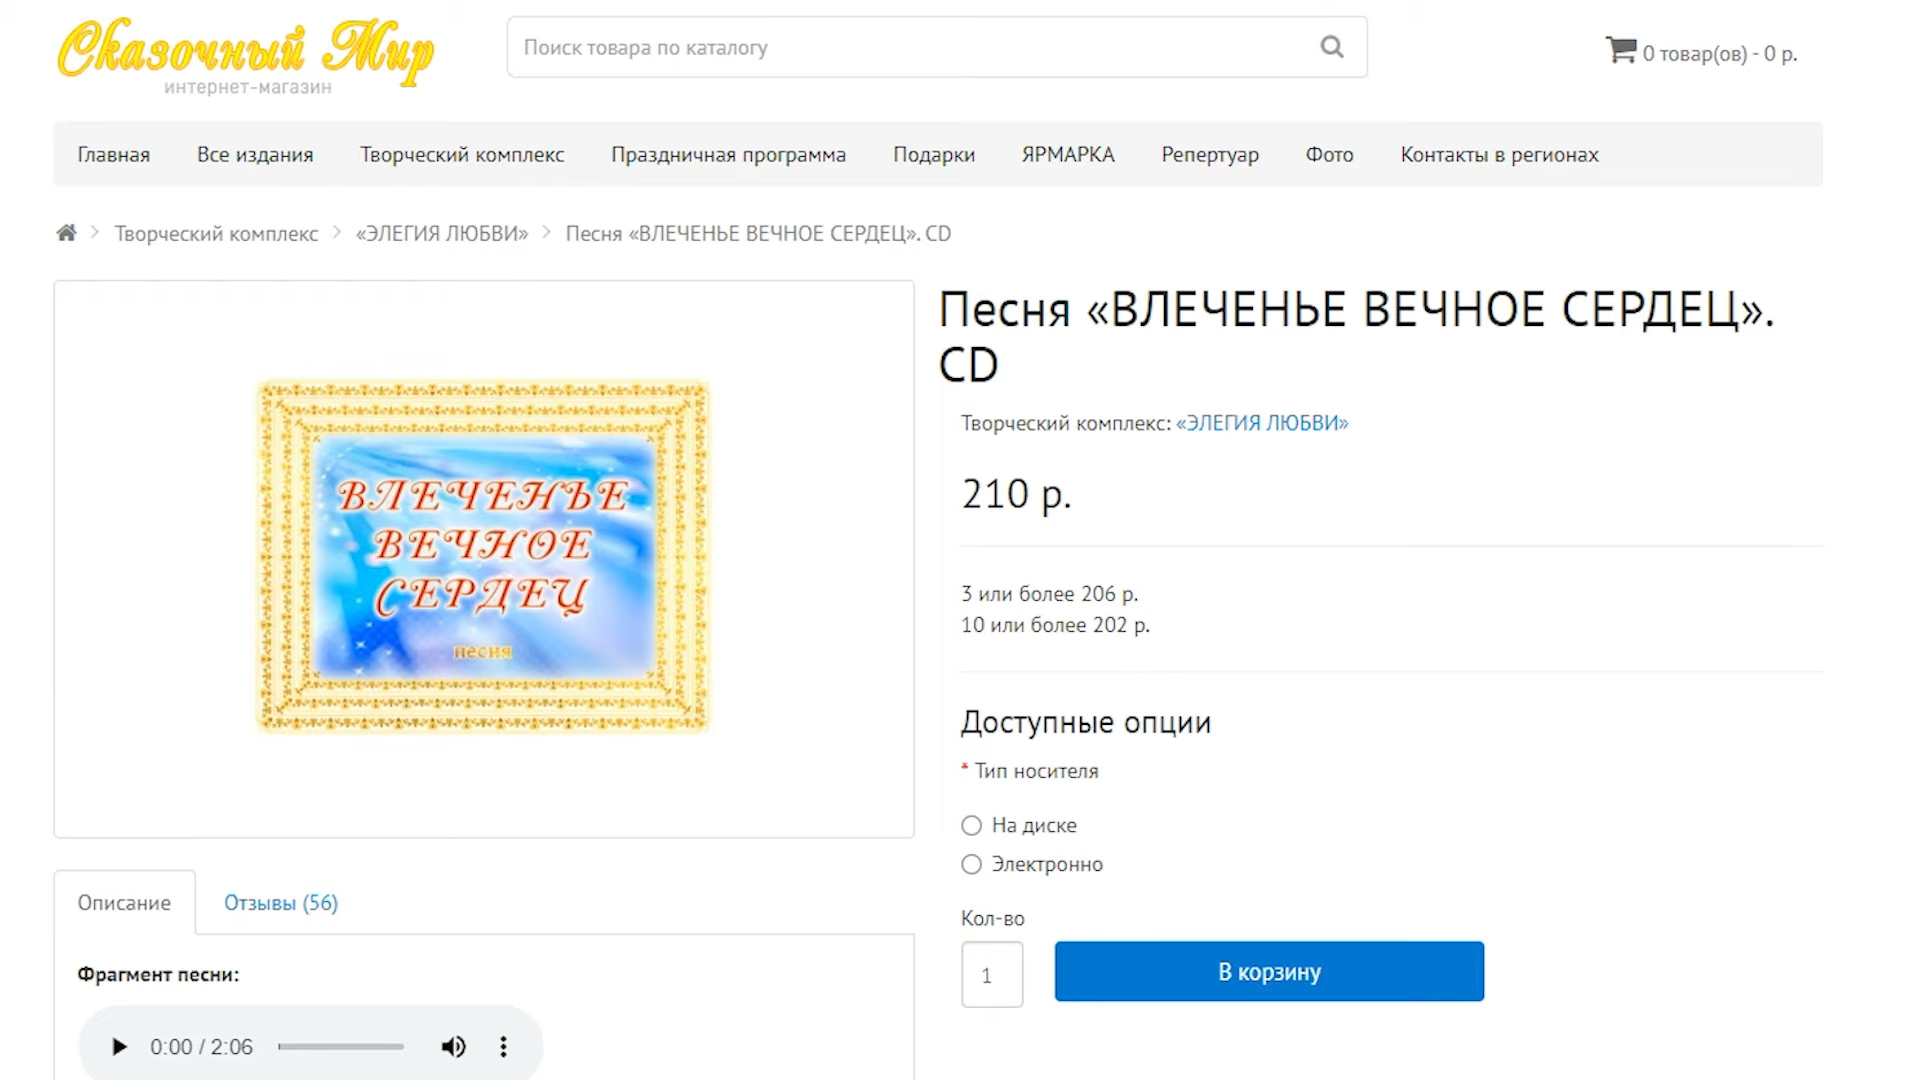 Сказочный Мир
интернет-магазин
Поиск товара по каталогу
0 товар(ов) - 0 р.
Главная Все издания Творческий комплекс Праздничная программа Подарки ЯРМАРКА Репертуар Фото Контакты в регионах
Творческий комплекс > «ЭЛЕГИЯ ЛЮБВИ» > Песня «ВЛЕЧЕНЬЕ ВЕЧНОЕ СЕРДЕЦ». CD
ВЛЕЧЕНЬЕ
ВЕЧНОЕ
СЕРДЕЦ
песня
Песня «ВЛЕЧЕНЬЕ ВЕЧНОЕ СЕРДЕЦ».
CD
Творческий комплекс: «ЭЛЕГИЯ ЛЮБВИ»
210 р.
3 или более 206 р.
10 или более 202 р.
Доступные опции
* Тип носителя
На диске
Электронно
Кол-во
1
В корзину
Описание Отзывы (56)
Фрагмент песни:
0:00 / 2:06